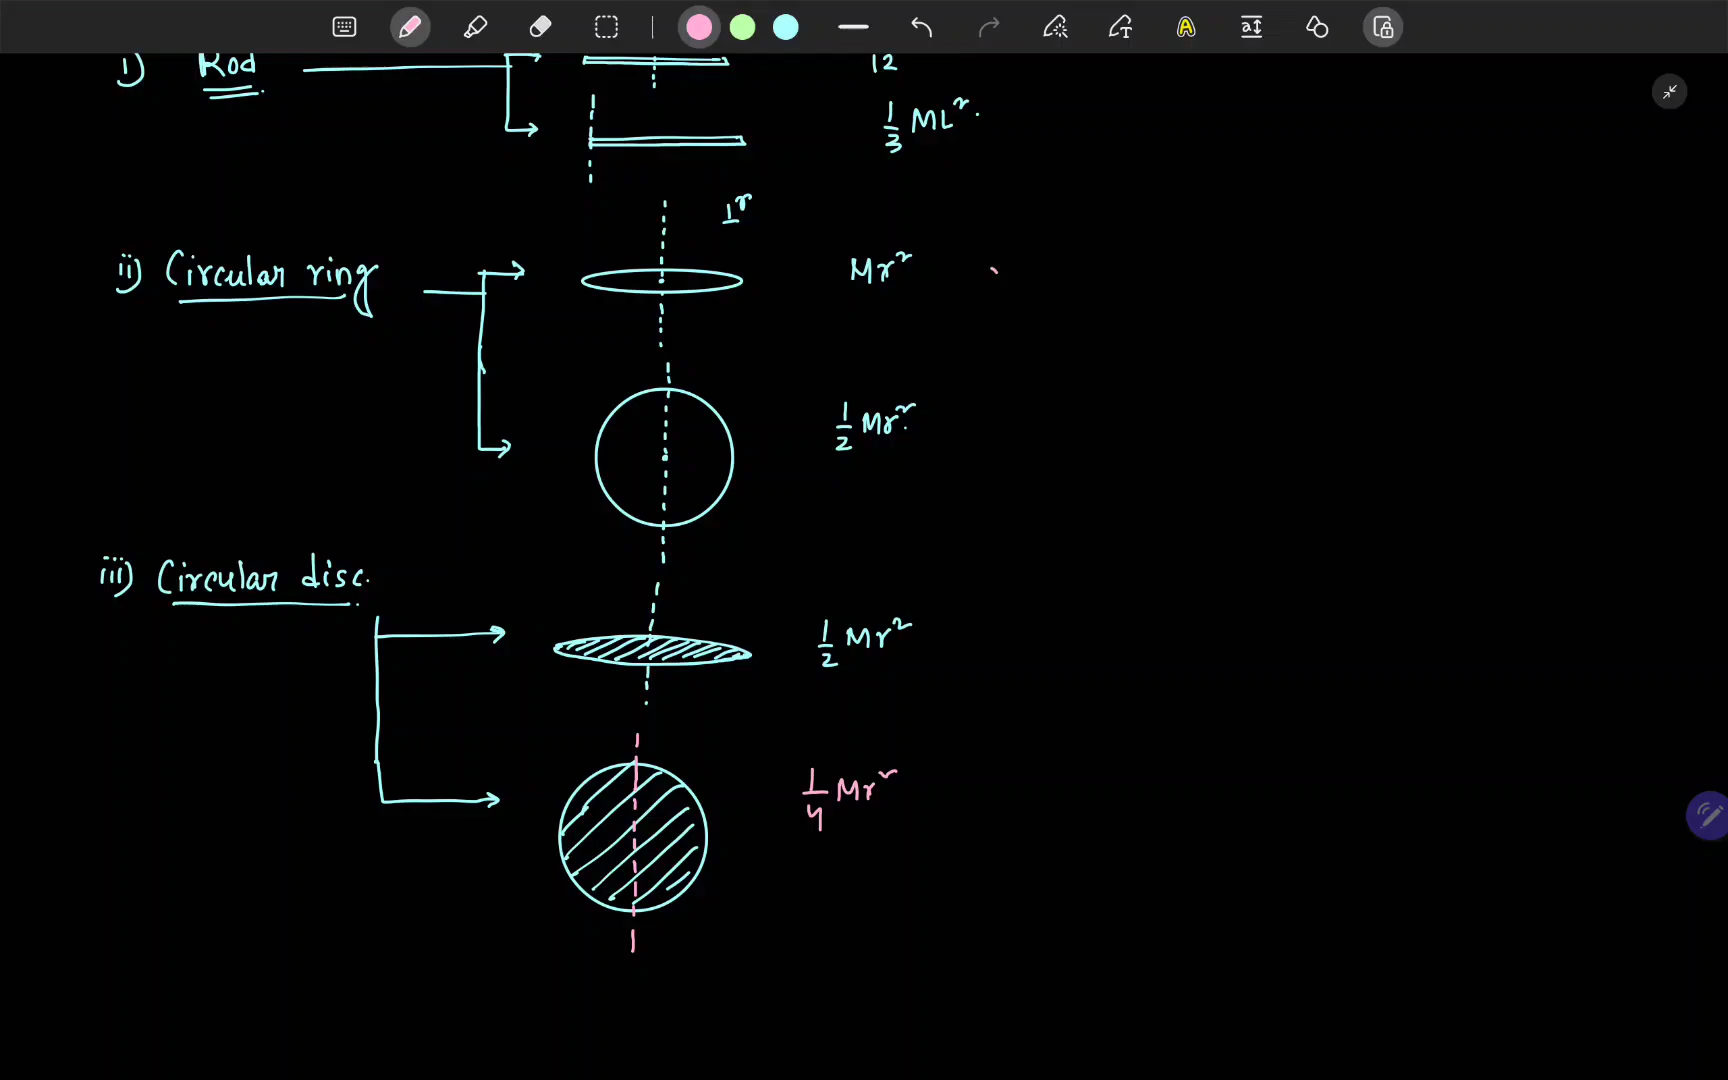 i) Rod
12
1/3 ML²
⊥r
ii) Circular ring
Mr²
1/2 Mr²
iii) Circular disc.
1/2 Mr²
1/4 Mr²